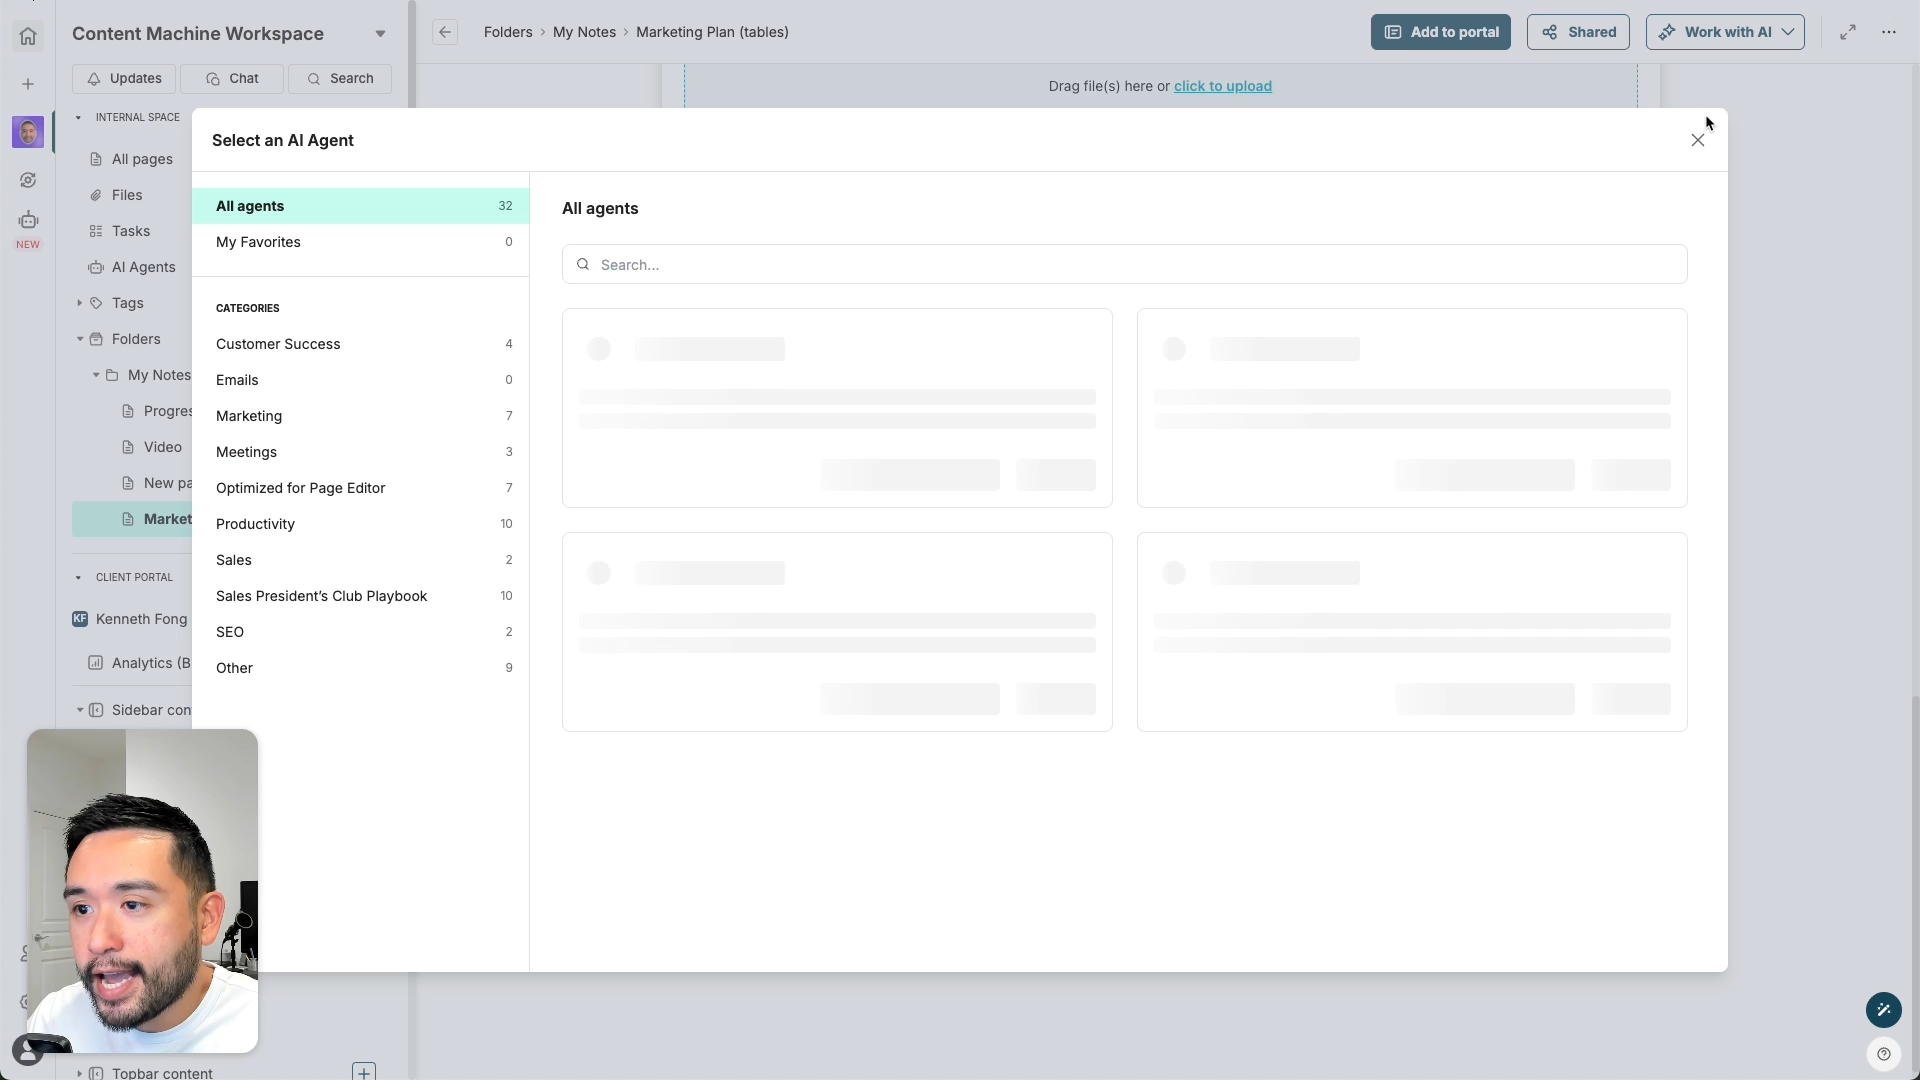 Content Machine Workspace
Folders > My Notes > Marketing Plan (tables)
Add to portal
Shared
Work with AI
Updates
Chat
Search
Drag file(s) here or click to upload
INTERNAL SPACE
All pages
Files
Tasks
NEW
AI Agents
Tags
Folders
My Notes
Progres
Video
New pa
Market
CLIENT PORTAL
KF Kenneth Fong
Analytics (B
Sidebar con
Topbar content
Select an AI Agent
All agents 32
My Favorites 0
CATEGORIES
Customer Success 4
Emails 0
Marketing 7
Meetings 3
Optimized for Page Editor 7
Productivity 10
Sales 2
Sales President’s Club Playbook 10
SEO 2
Other 9
All agents
Search...